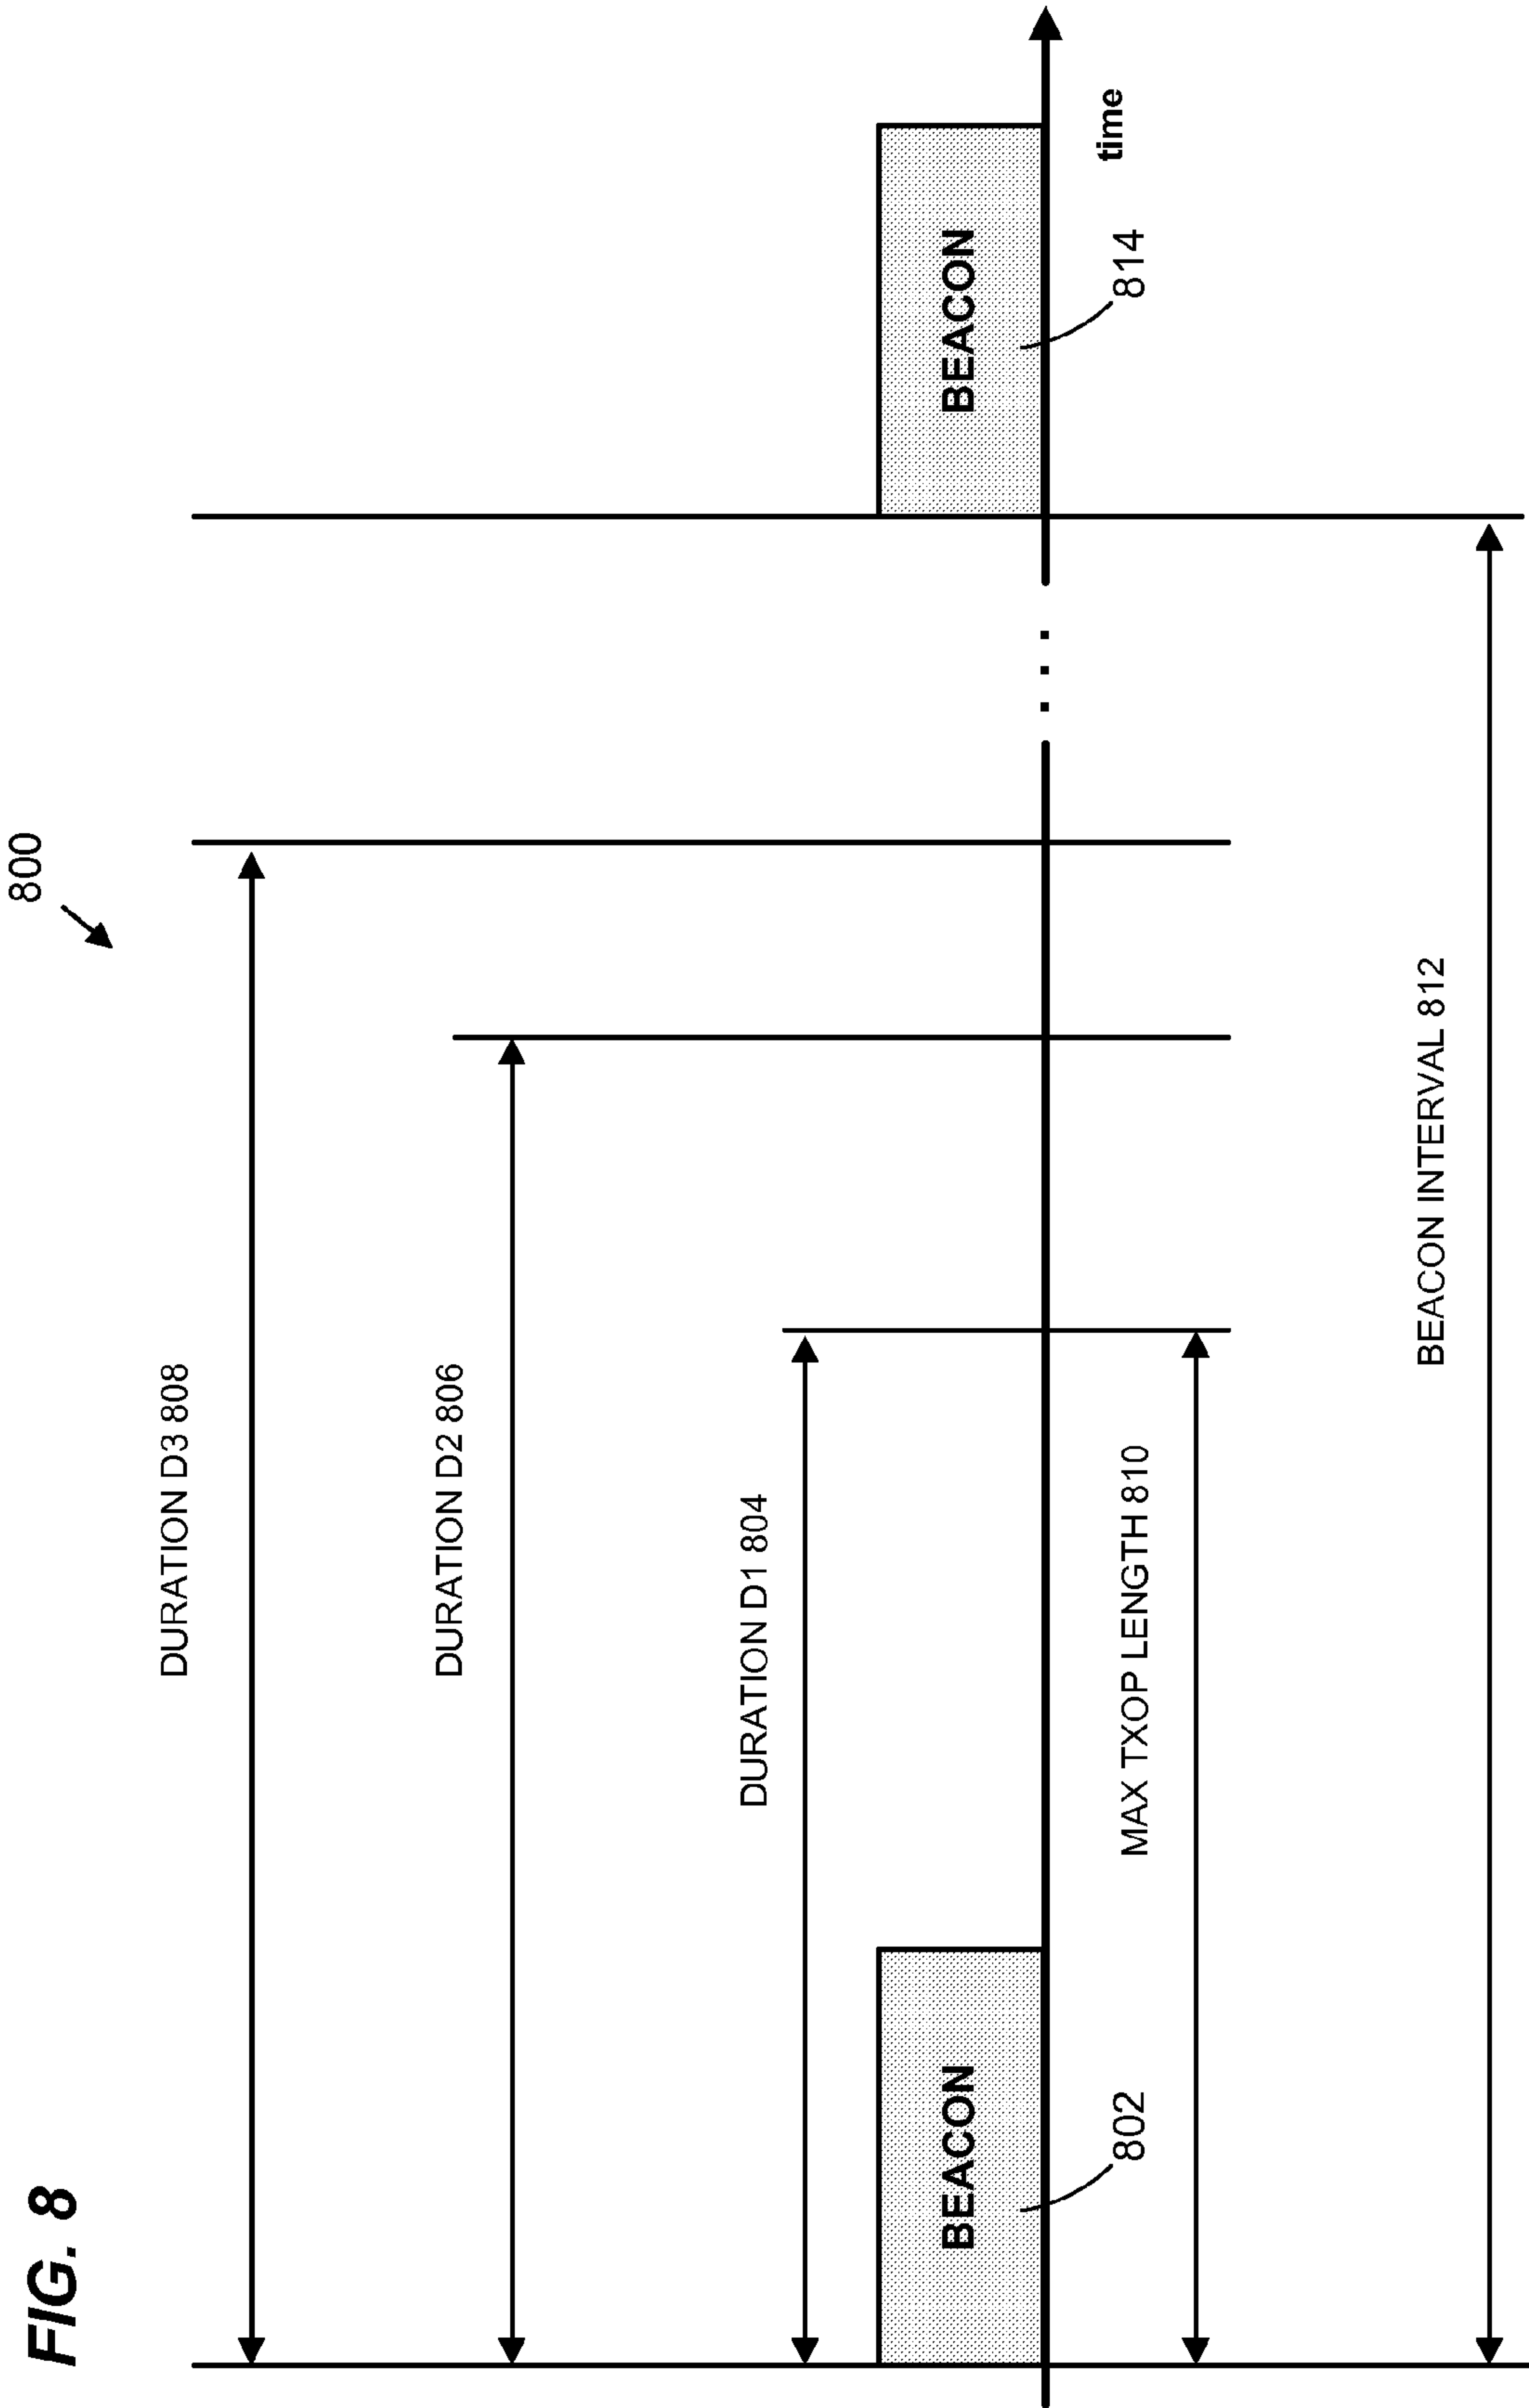 FIG. 8
800
DURATION D3 808
DURATION D2 806
DURATION D1 804
BEACON
BEACON
802
MAX TXOP LENGTH 810
814
time
BEACON INTERVAL 812